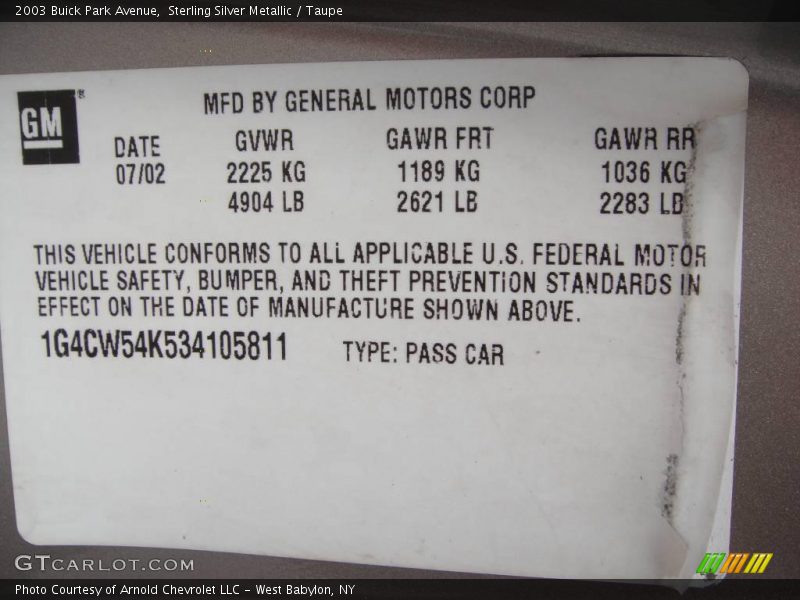 2003 Buick Park Avenue,  Sterling Silver Metallic / Taupe
GM ®
MFD BY GENERAL MOTORS CORP
DATE GVWR GAWR FRT GAWR RR
07/02 2225 KG 1189 KG 1036 KG
4904 LB 2621 LB 2283 LB
THIS VEHICLE CONFORMS TO ALL APPLICABLE U.S. FEDERAL MOTOR
VEHICLE SAFETY, BUMPER, AND THEFT PREVENTION STANDARDS IN
EFFECT ON THE DATE OF MANUFACTURE SHOWN ABOVE.
1G4CW54K534105811 TYPE: PASS CAR
GTCARLOT.COM
Photo Courtesy of Arnold Chevrolet LLC - West Babylon, NY